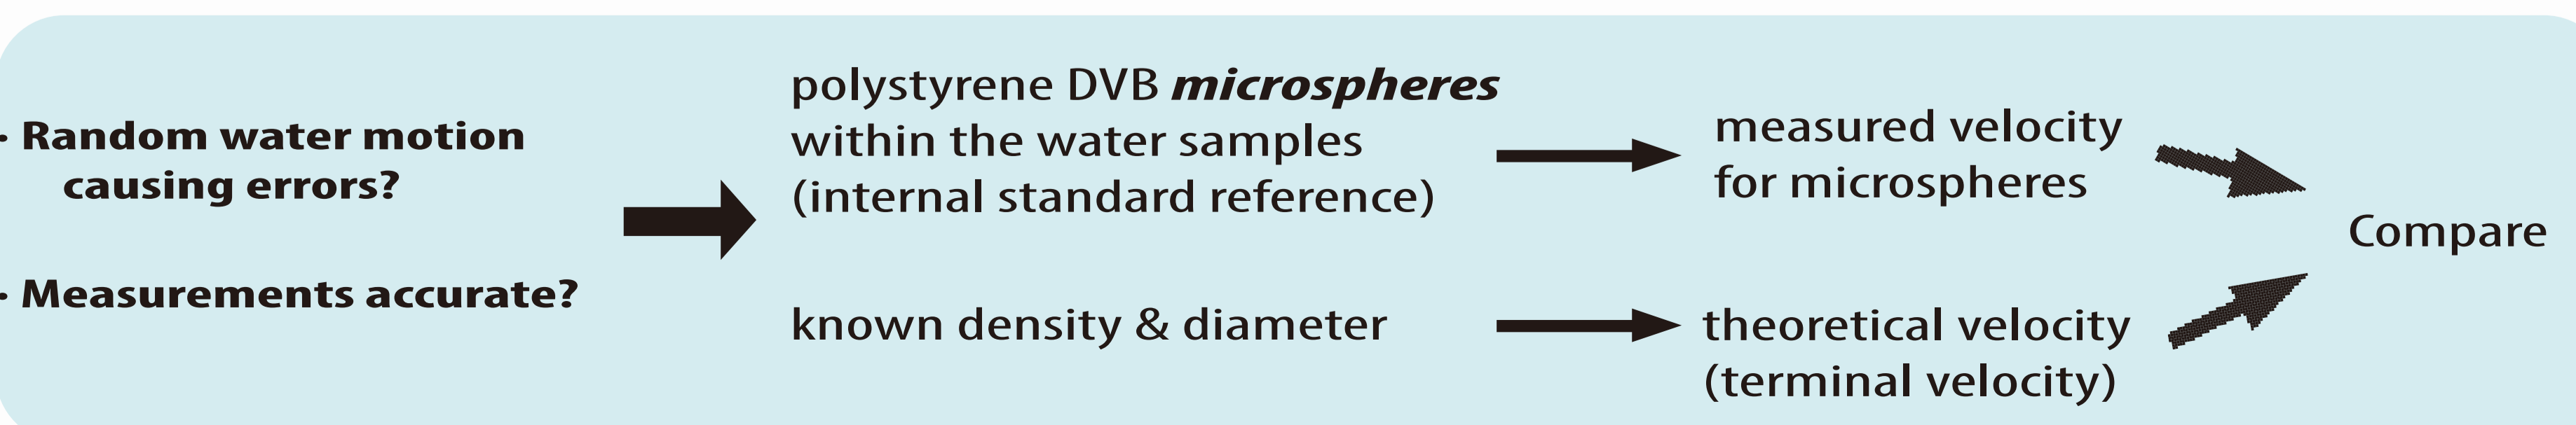 · Random water motion
causing errors?
· Measurements accurate?
polystyrene DVB microspheres
within the water samples
(internal standard reference)
known density & diameter
measured velocity
for microspheres
theoretical velocity
(terminal velocity)
Compare